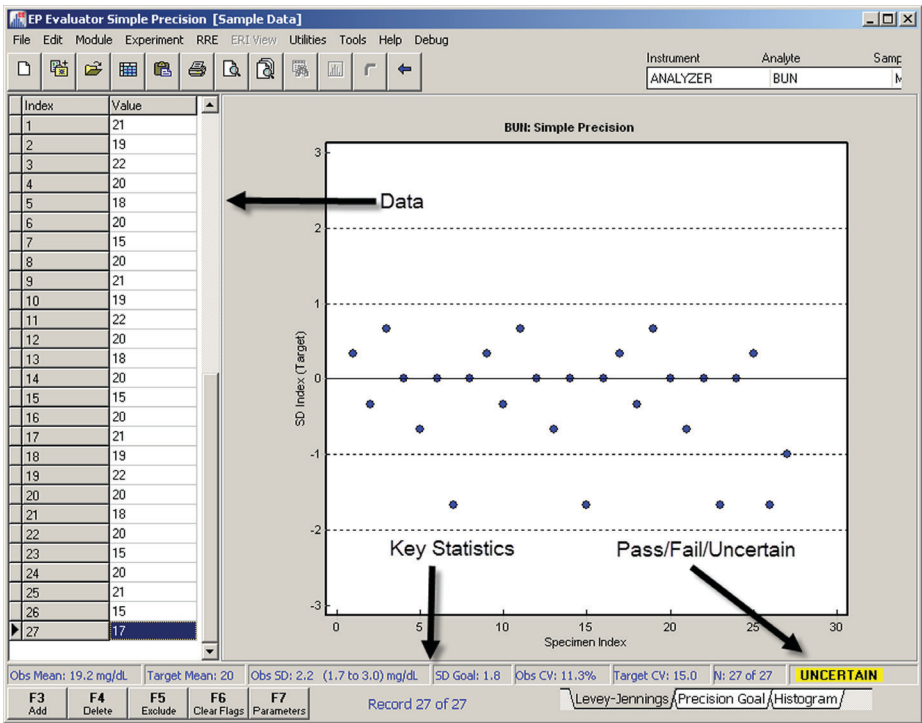 EP Evaluator Simple Precision [Sample Data]
File Edit Module Experiment RRE ERI View Utilities Tools Help Debug
Instrument Analyte Samp
ANALYZER BUN M
Index Value
1 21
2 19
3 22
4 20
5 18
6 20
7 15
8 20
9 21
10 19
11 22
12 20
13 18
14 20
15 15
16 20
17 21
18 19
19 22
20 20
21 18
22 20
23 15
24 20
25 21
26 15
27 17
BUN: Simple Precision
3
2
1
0
-1
-2
-3
SD Index (Target)
0 5 10 15 20 25 30
Specimen Index
Data
Key Statistics
Pass/Fail/Uncertain
Obs Mean: 19.2 mg/dL Target Mean: 20 Obs SD: 2.2 (1.7 to 3.0) mg/dL SD Goal: 1.8 Obs CV: 11.3% Target CV: 15.0 N: 27 of 27 UNCERTAIN
F3 F4 F5 F6 F7
Add Delete Exclude Clear Flags Parameters
Record 27 of 27
Levey-Jennings Precision Goal Histogram